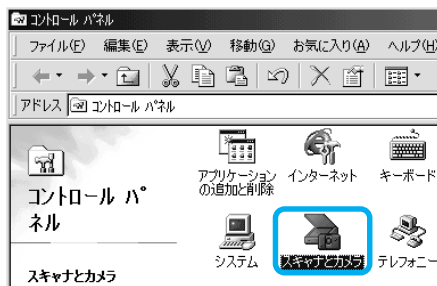 コントロール パネル
ファイル(F) 編集(E) 表示(V) 移動(G) お気に入り(A) ヘルプ(H
アドレス コントロール パネル
コントロール パ
ネル
アプリケーション
の追加と削除
インターネット
キーボード
システム
スキャナとカメラ
テレフォニー
スキャナとカメラ